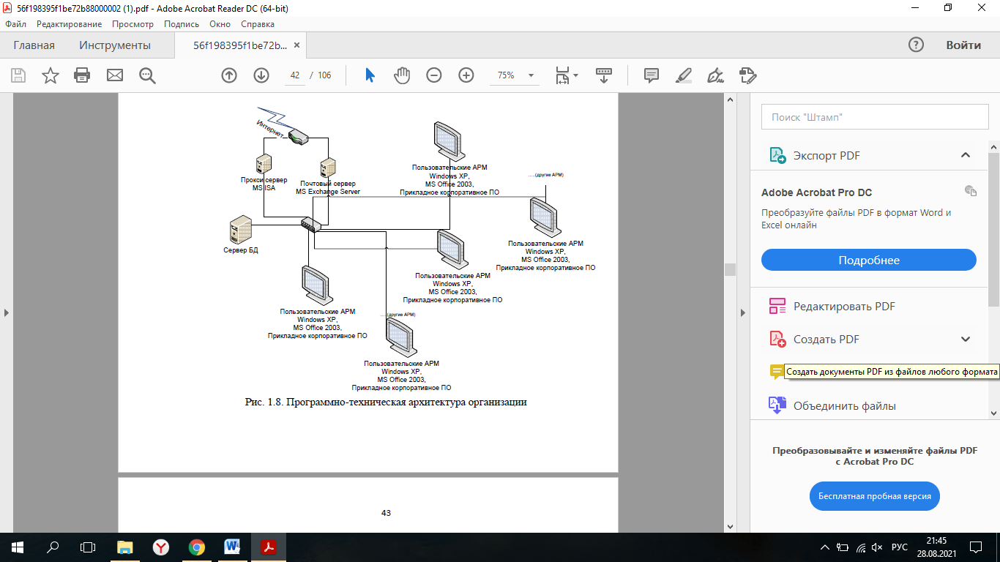 56f198395f1be72b88000002 (1).pdf - Adobe Acrobat Reader DC (64-bit)
Файл Редактирование Просмотр Подпись Окно Справка
Главная Инструменты 56f198395f1be72b... × Войти
42 / 106 75%
Интернет
Прокси сервер
MS ISA
Почтовый сервер
MS Exchange Server
Пользовательские АРМ
Windows XP,
MS Office 2003,
Прикладное корпоративное ПО
.....(другие АРМ)
Сервер БД
Пользовательские АРМ
Windows XP,
MS Office 2003,
Прикладное корпоративное ПО
Пользовательские АРМ
Windows XP,
MS Office 2003,
Прикладное корпоративное ПО
Пользовательские АРМ
Windows XP,
MS Office 2003,
Прикладное корпоративное ПО
.....(другие АРМ)
Пользовательские АРМ
Windows XP,
MS Office 2003,
Прикладное корпоративное ПО
Рис. 1.8. Программно-техническая архитектура организации
43
Поиск "Штамп"
Экспорт PDF
Adobe Acrobat Pro DC
Преобразуйте файлы PDF в формат Word и
Excel онлайн
Подробнее
Редактировать PDF
Создать PDF
Создать документы PDF из файлов любого формата
Объединить файлы
Преобразовывайте и изменяйте файлы PDF
с Acrobat Pro DC
Бесплатная пробная версия
РУС
21:45
28.08.2021